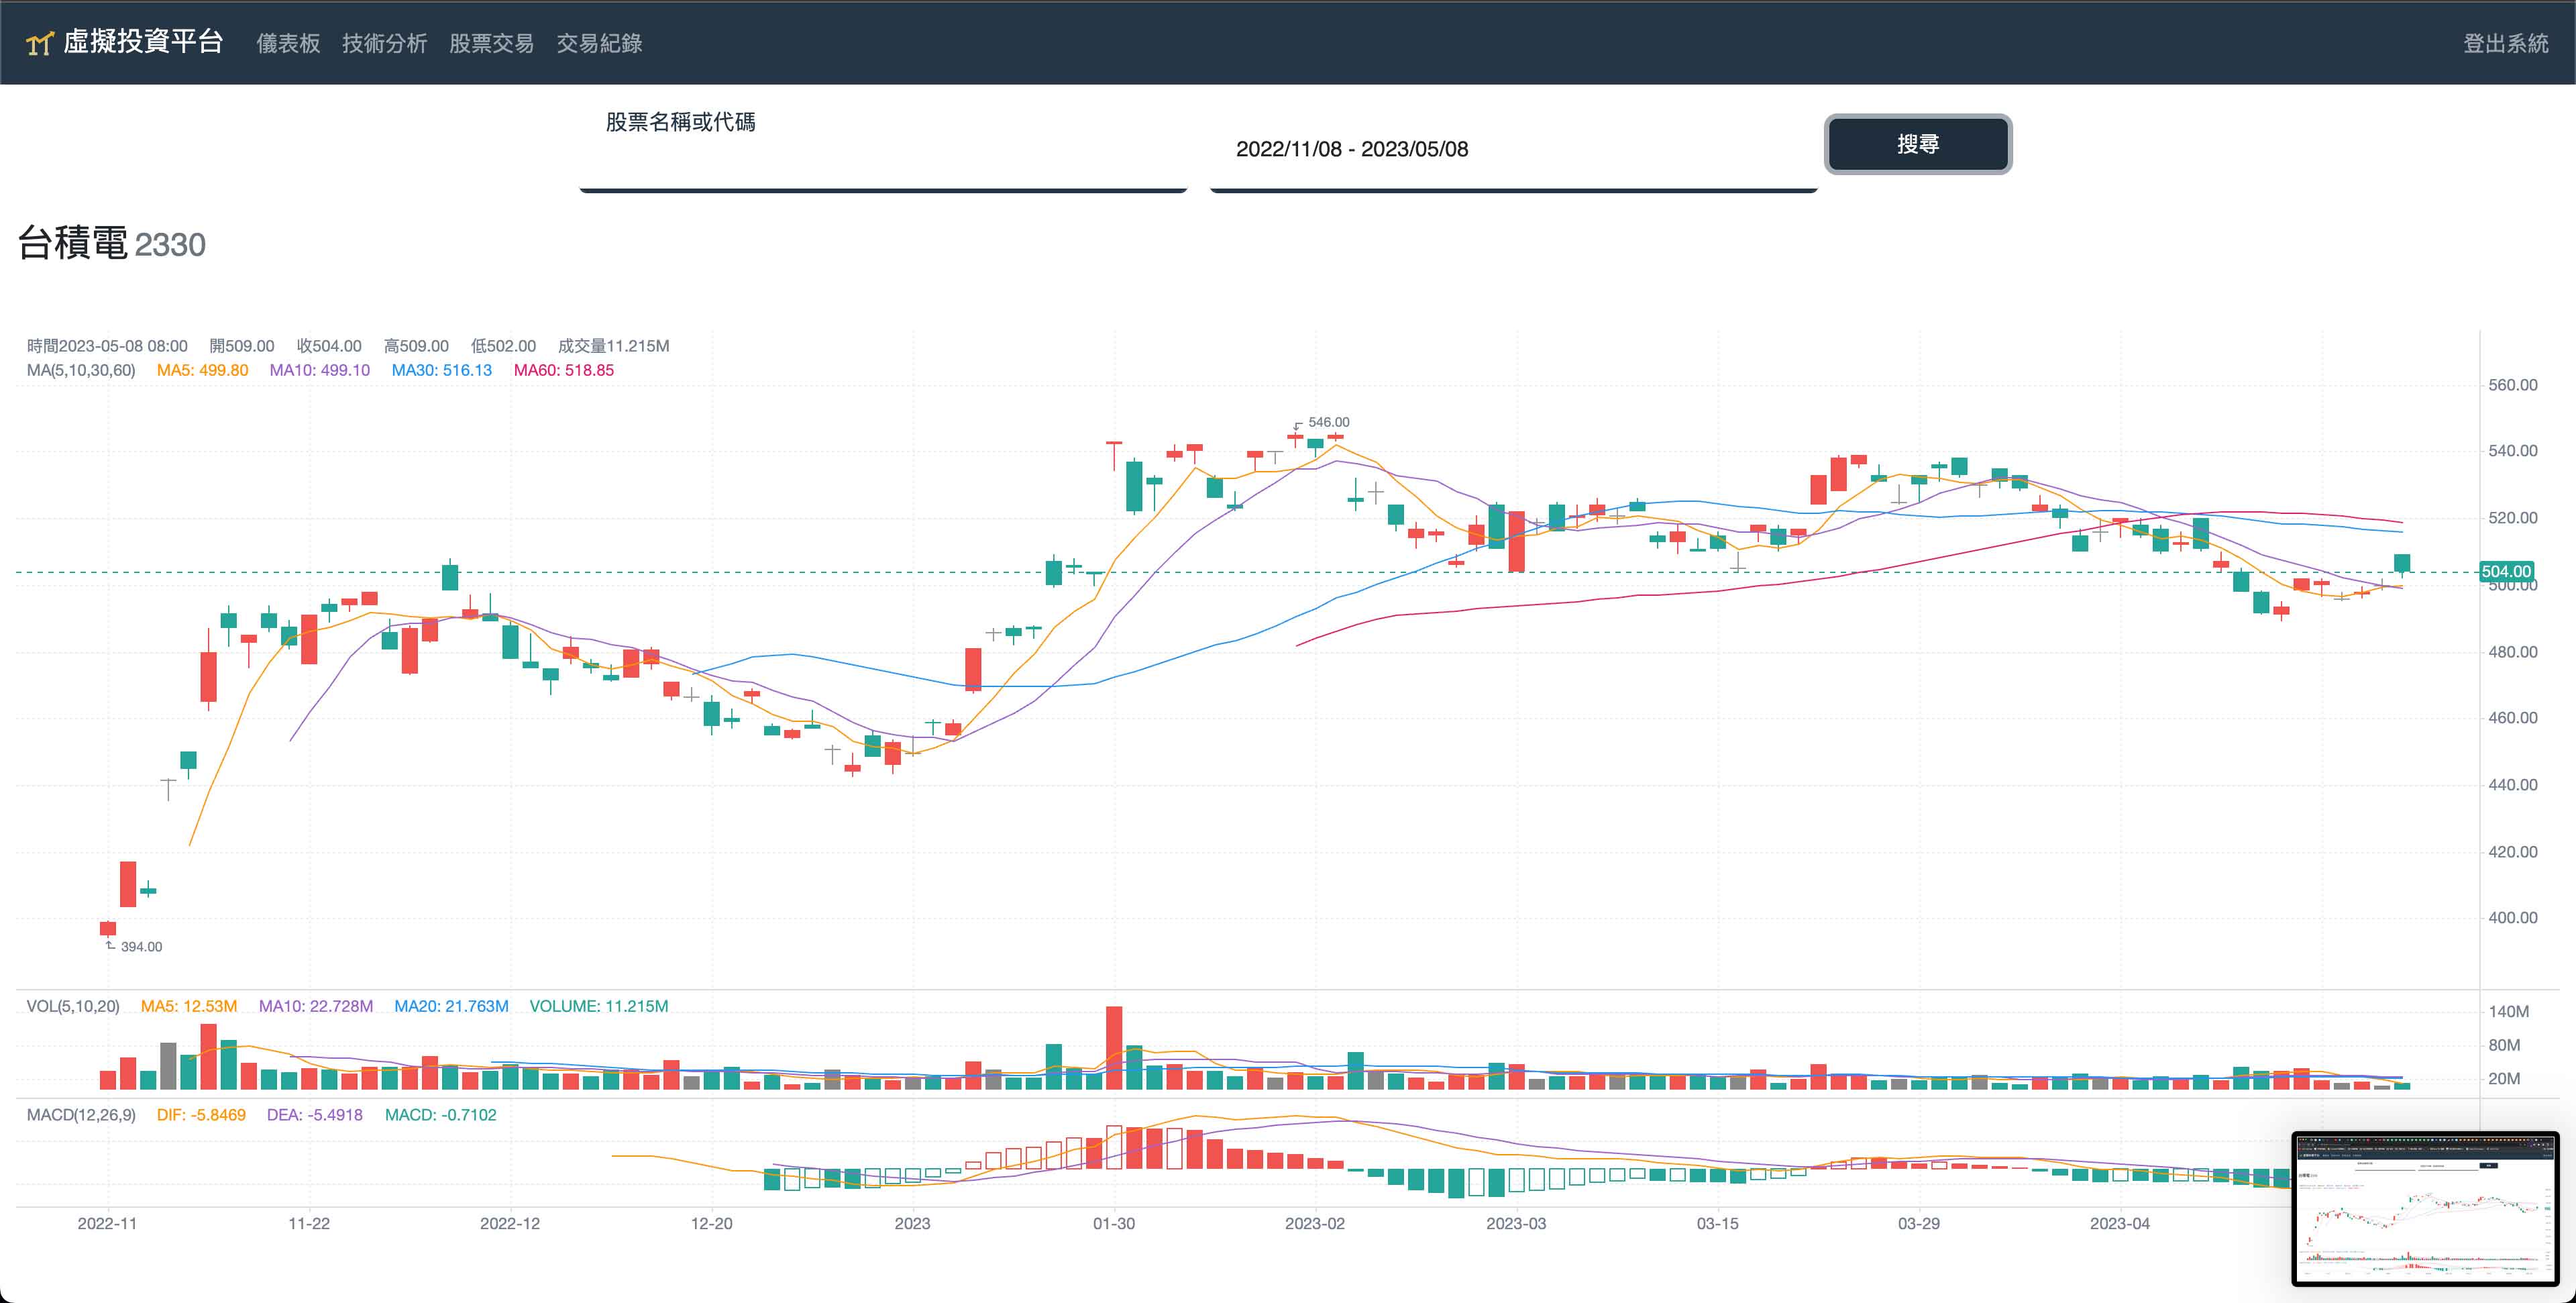 虛擬投資平台 儀表板 技術分析 股票交易 交易紀錄 登出系統
股票名稱或代碼
2022/11/08 - 2023/05/08
搜尋
台積電 2330
時間2023-05-08 08:00 開509.00 收504.00 高509.00 低502.00 成交量11.215M
MA(5,10,30,60) MA5: 499.80 MA10: 499.10 MA30: 516.13 MA60: 518.85
560.00
546.00
540.00
520.00
504.00
500.00
480.00
460.00
440.00
420.00
400.00
394.00
VOL(5,10,20) MA5: 12.53M MA10: 22.728M MA20: 21.763M VOLUME: 11.215M
140M
80M
20M
MACD(12,26,9) DIF: -5.8469 DEA: -5.4918 MACD: -0.7102
2022-11 11-22 2022-12 12-20 2023 01-30 2023-02 2023-03 03-15 03-29 2023-04